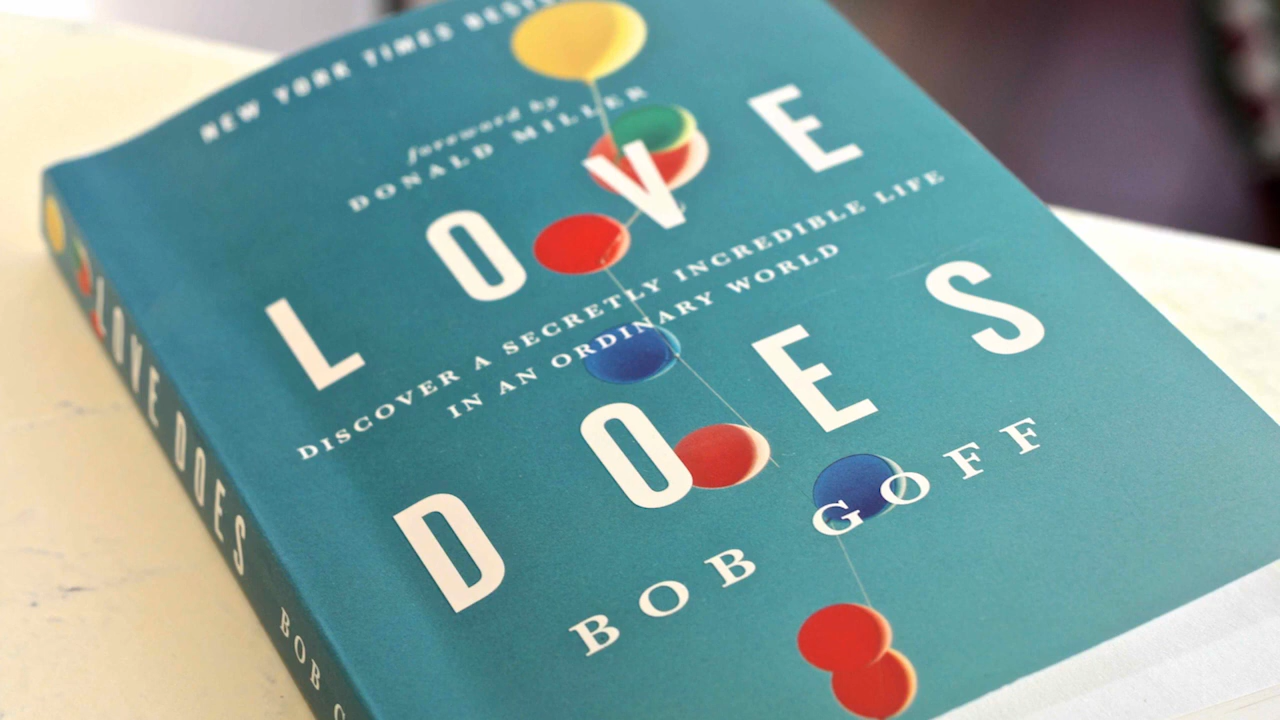 NEW YORK TIMES
foreword by
DONALD MILLER
LOVE
DISCOVER A SECRETLY INCREDIBLE LIFE
IN AN ORDINARY WORLD
DOES
BOB GOFF
LOVE DOES
BOB